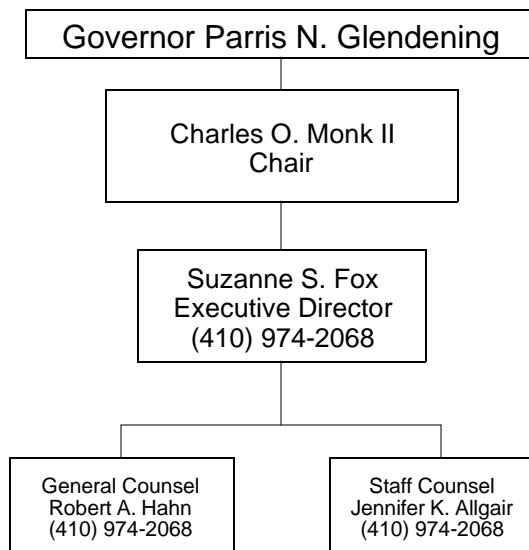 Governor Parris N. Glendening
Charles O. Monk II
Chair
Suzanne S. Fox
Executive Director
(410) 974-2068
General Counsel
Robert A. Hahn
(410) 974-2068
Staff Counsel
Jennifer K. Allgair
(410) 974-2068